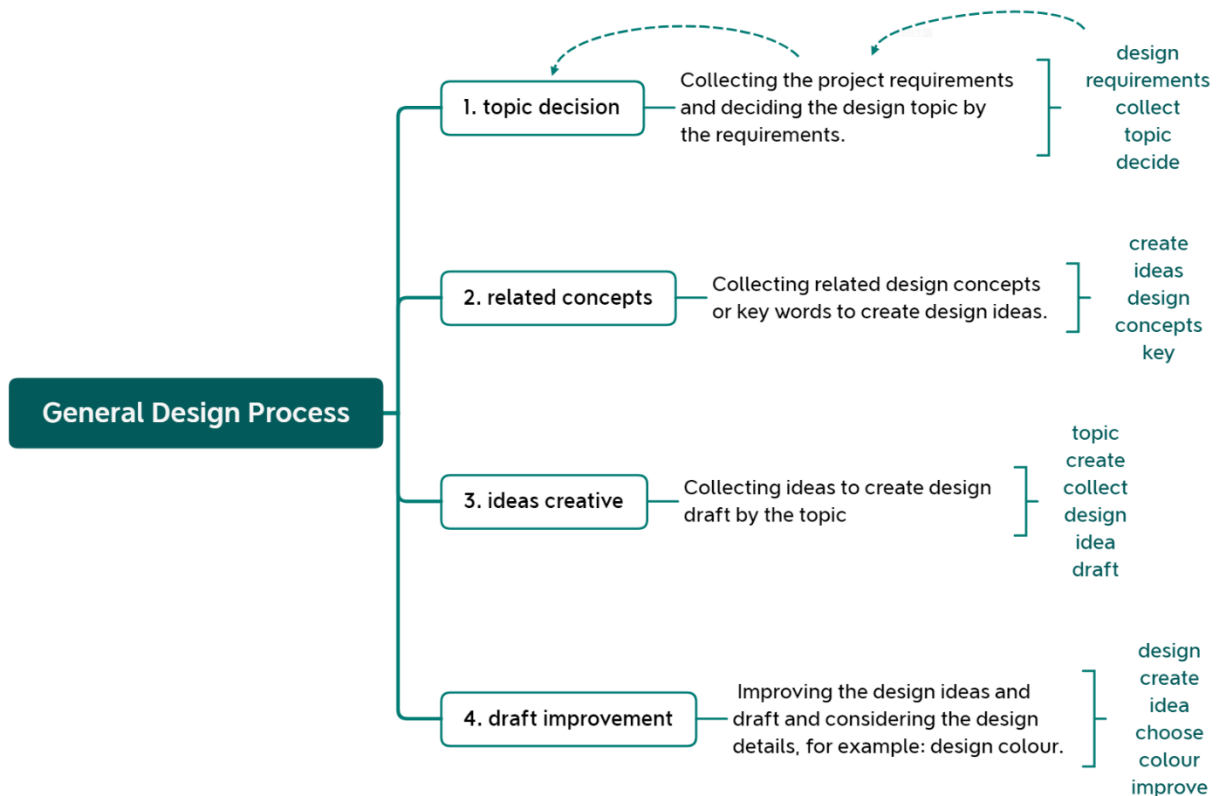 General Design Process
1. topic decision
Collecting the project requirements
and deciding the design topic by
the requirements.
design
requirements
collect
topic
decide
2. related concepts
Collecting related design concepts
or key words to create design ideas.
create
ideas
design
concepts
key
3. ideas creative
Collecting ideas to create design
draft by the topic
topic
create
collect
design
idea
draft
4. draft improvement
Improving the design ideas and
draft and considering the design
details, for example: design colour.
design
create
idea
choose
colour
improve